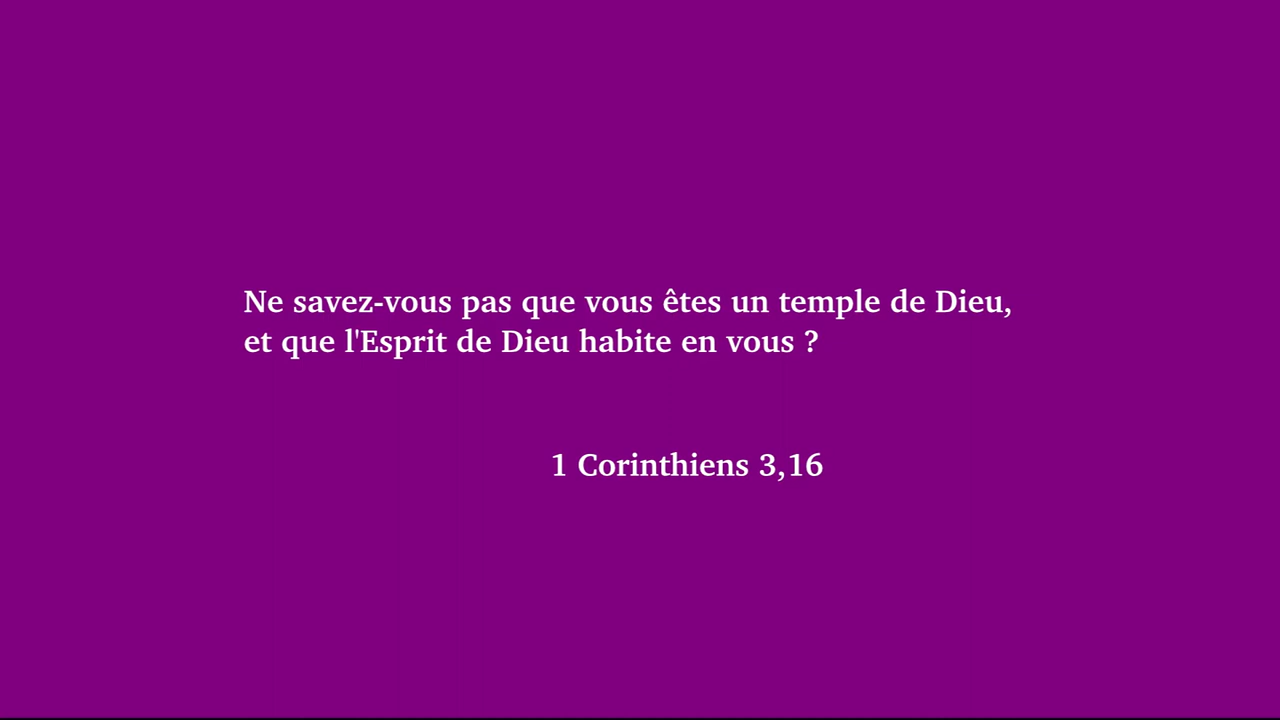 Ne savez-vous pas que vous êtes un temple de Dieu,
et que l'Esprit de Dieu habite en vous ?
1 Corinthiens 3,16